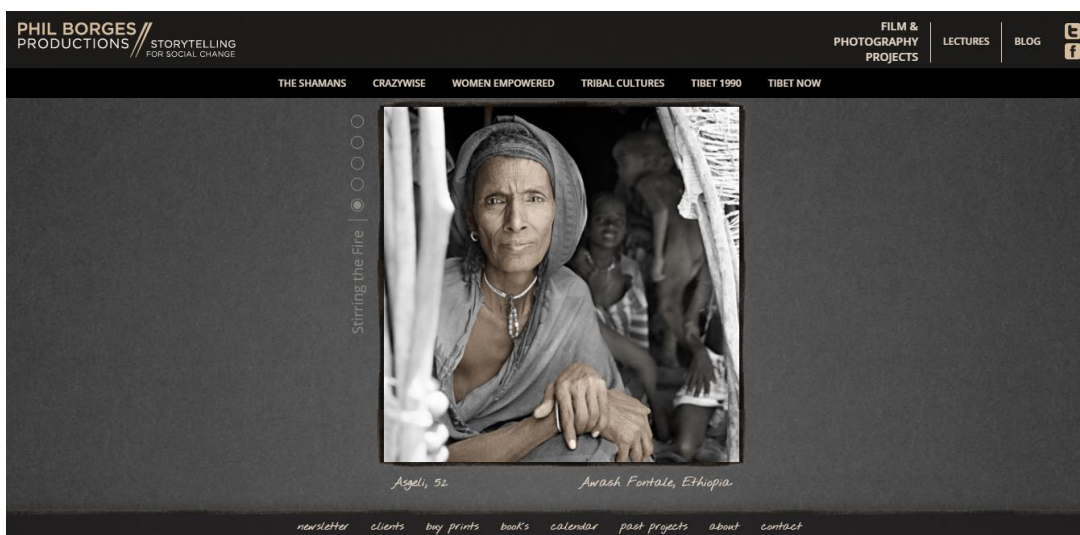 PHIL BORGES
PRODUCTIONS
STORYTELLING
FOR SOCIAL CHANGE
FILM &
PHOTOGRAPHY
PROJECTS
LECTURES
BLOG
THE SHAMANS CRAZYWISE WOMEN EMPOWERED TRIBAL CULTURES TIBET 1990 TIBET NOW
Stirring the Fire
Asgeli, 52
Awash Fontale, Ethiopia
newsletter clients buy prints books calendar past projects about contact